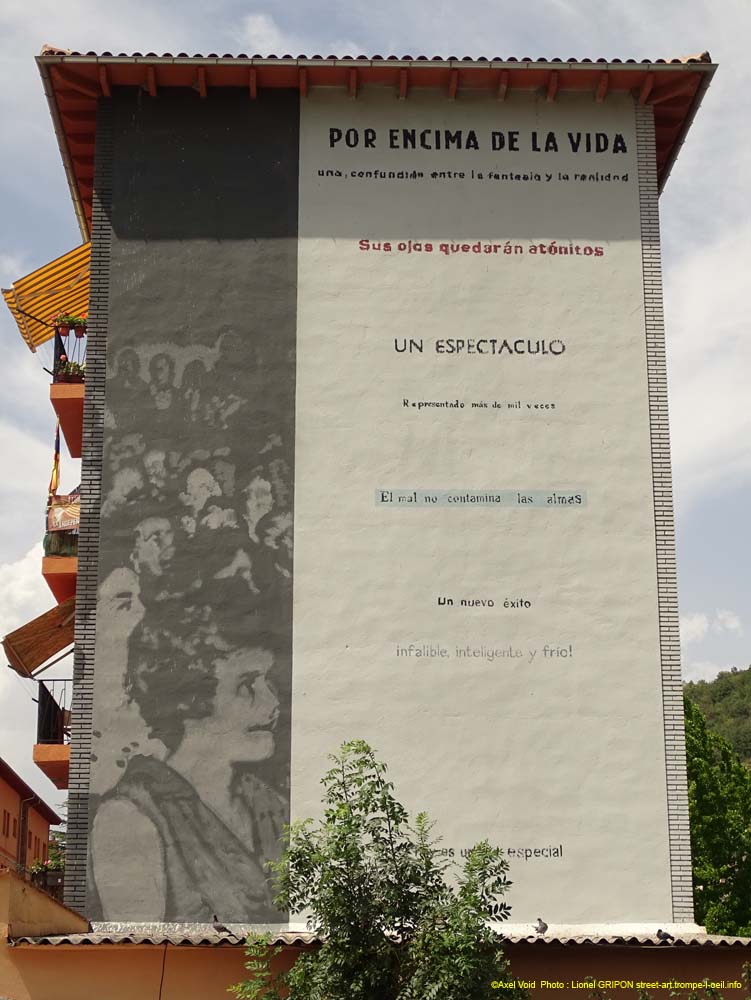 POR ENCIMA DE LA VIDA
una, confundida entre la fantasia y la realidad
Sus ojos quedarán atónitos
UN ESPECTACULO
Representado más de mil veces
El mal no contamina las almas
Un nuevo éxito
infalible, inteligente y frío!
es especial
©Axel Void Photo : Lionel GRIPON street-art.trompe-l-oeil.info